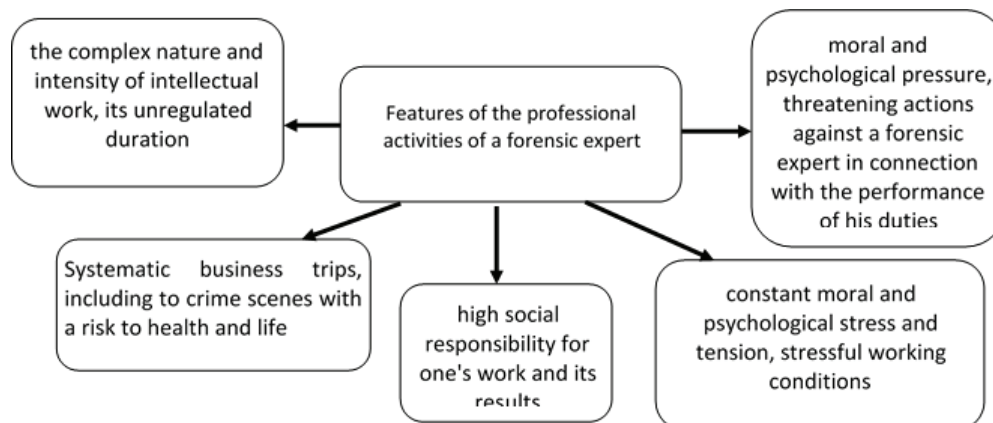 the complex nature and
intensity of intellectual
work, its unregulated
duration
Features of the professional
activities of a forensic expert
moral and
psychological pressure,
threatening actions
against a forensic
expert in connection
with the performance
of his duties
Systematic business trips,
including to crime scenes with
a risk to health and life
high social
responsibility for
one's work and its
results
constant moral and
psychological stress and
tension, stressful working
conditions